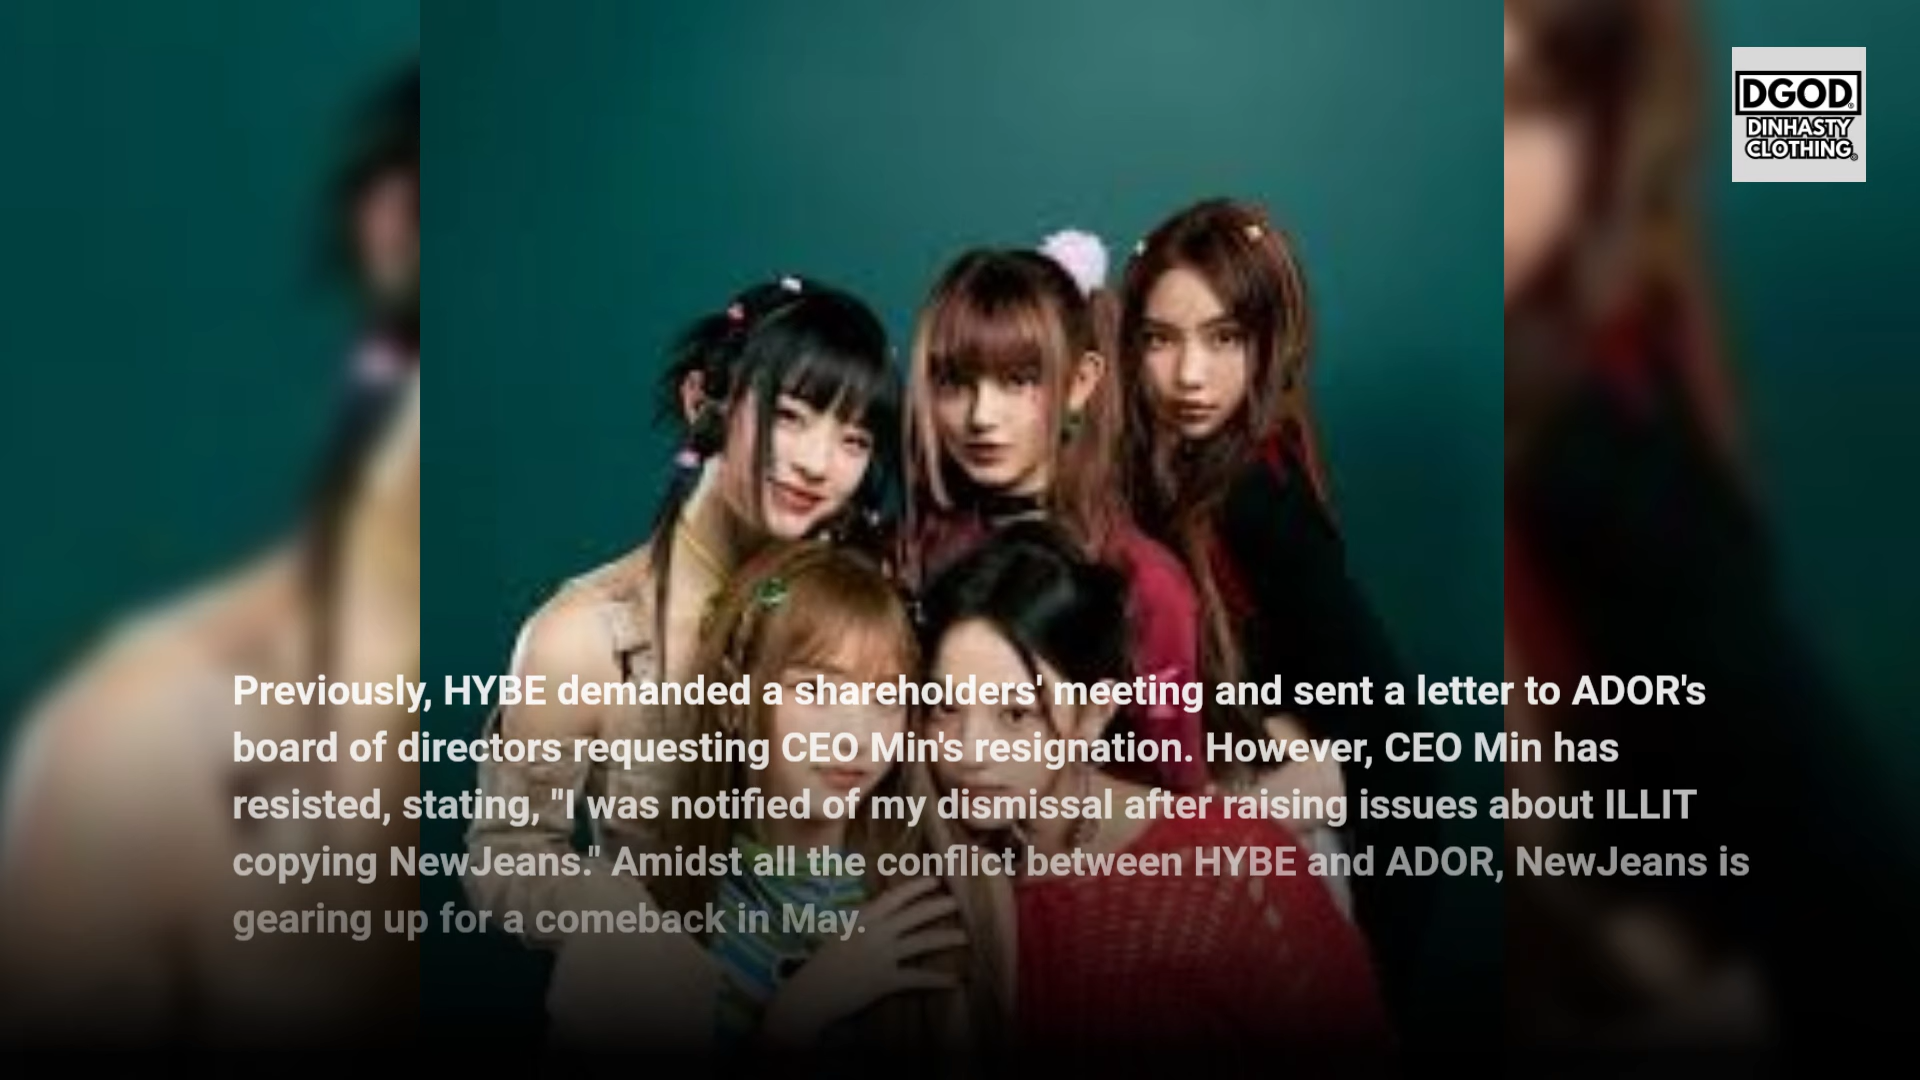 DGOD
DINHASTY
CLOTHING
Previously, HYBE demanded a shareholders' meeting and sent a letter to ADOR's
board of directors requesting CEO Min's resignation. However, CEO Min has
resisted, stating, "I was notified of my dismissal after raising issues about ILLIT
copying NewJeans." Amidst all the conflict between HYBE and ADOR, NewJeans is
gearing up for a comeback in May.